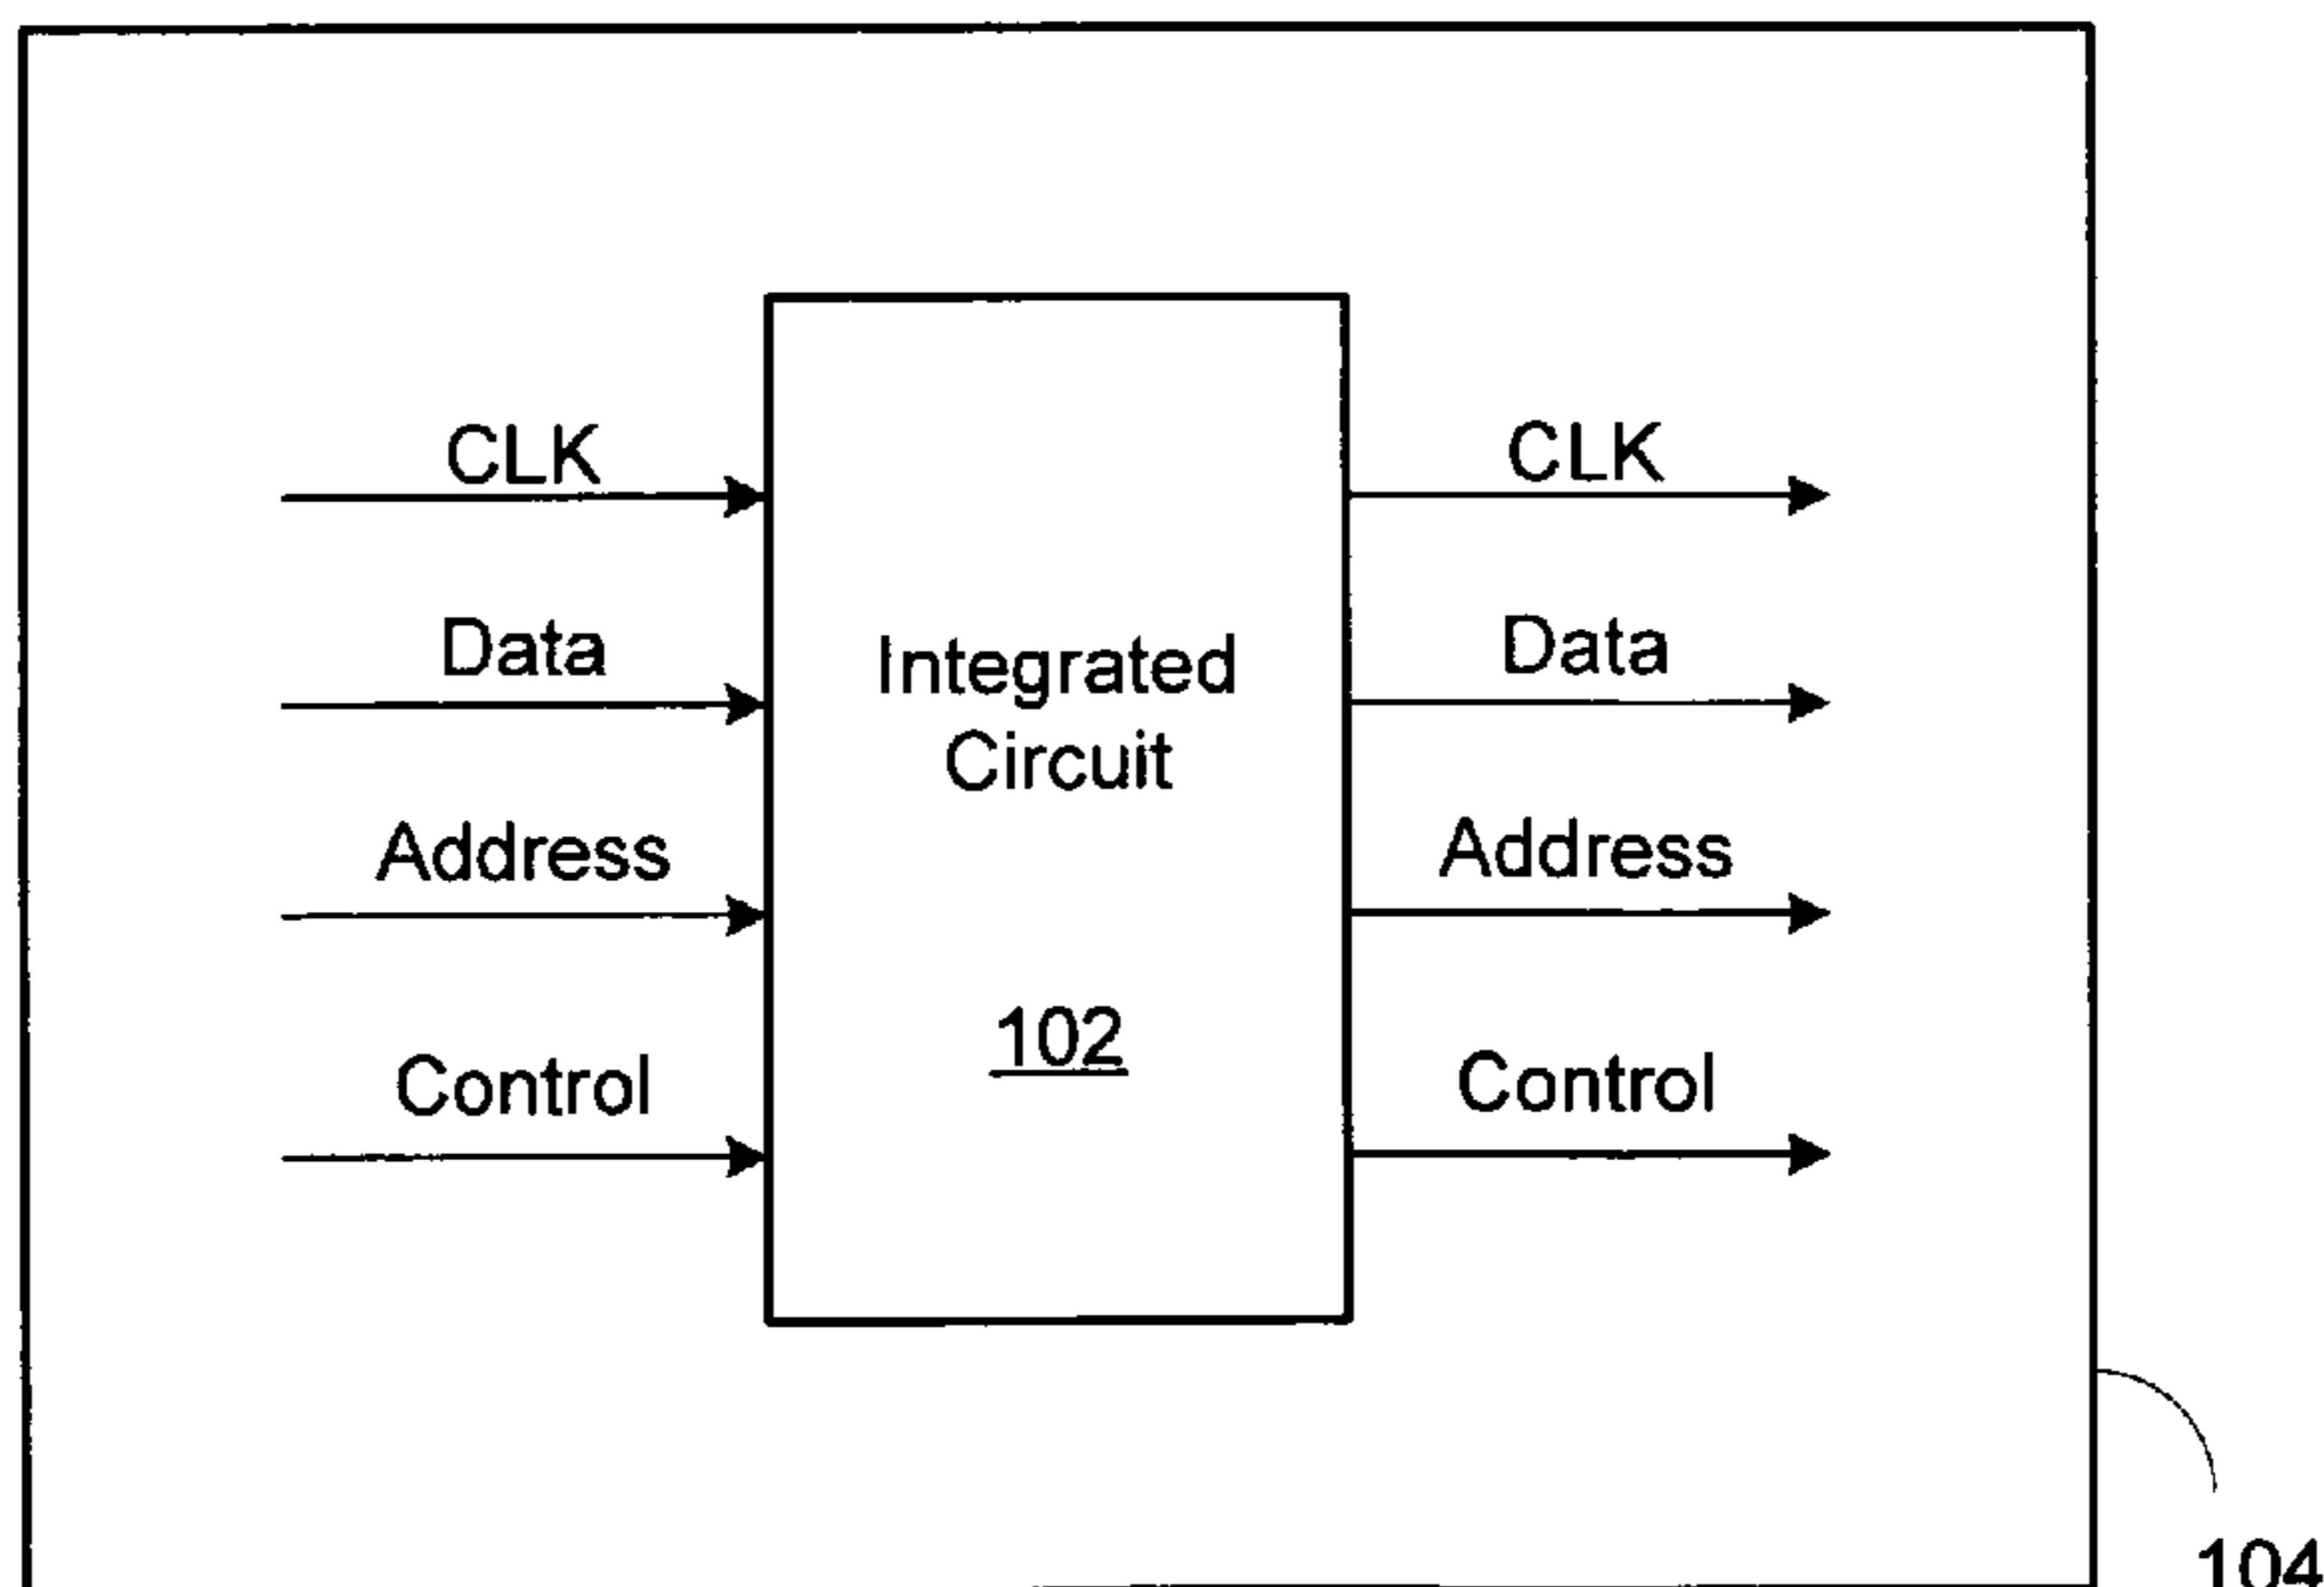 CLK
CLK
Data
Data
Integrated
Circuit
Address
Address
102
Control
Control
104